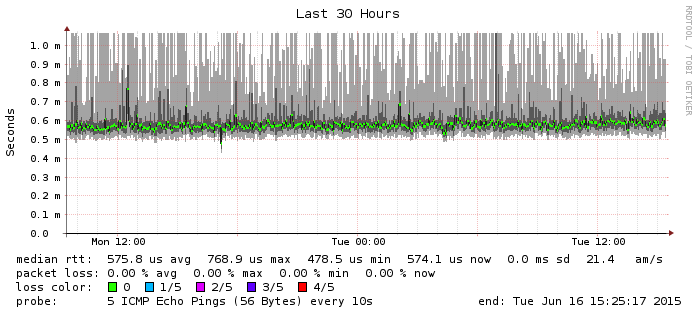 Last 30 Hours
RRDTOOL / TOBI OETIKER
Seconds
1.0 m
0.9 m
0.8 m
0.7 m
0.6 m
0.5 m
0.4 m
0.3 m
0.2 m
0.1 m
0.0
Mon 12:00 Tue 00:00 Tue 12:00
median rtt: 575.8 us avg 768.9 us max 478.5 us min 574.1 us now 0.0 ms sd 21.4 am/s
packet loss: 0.00 % avg 0.00 % max 0.00 % min 0.00 % now
loss color: 0 1/5 2/5 3/5 4/5
probe: 5 ICMP Echo Pings (56 Bytes) every 10s end: Tue Jun 16 15:25:17 2015